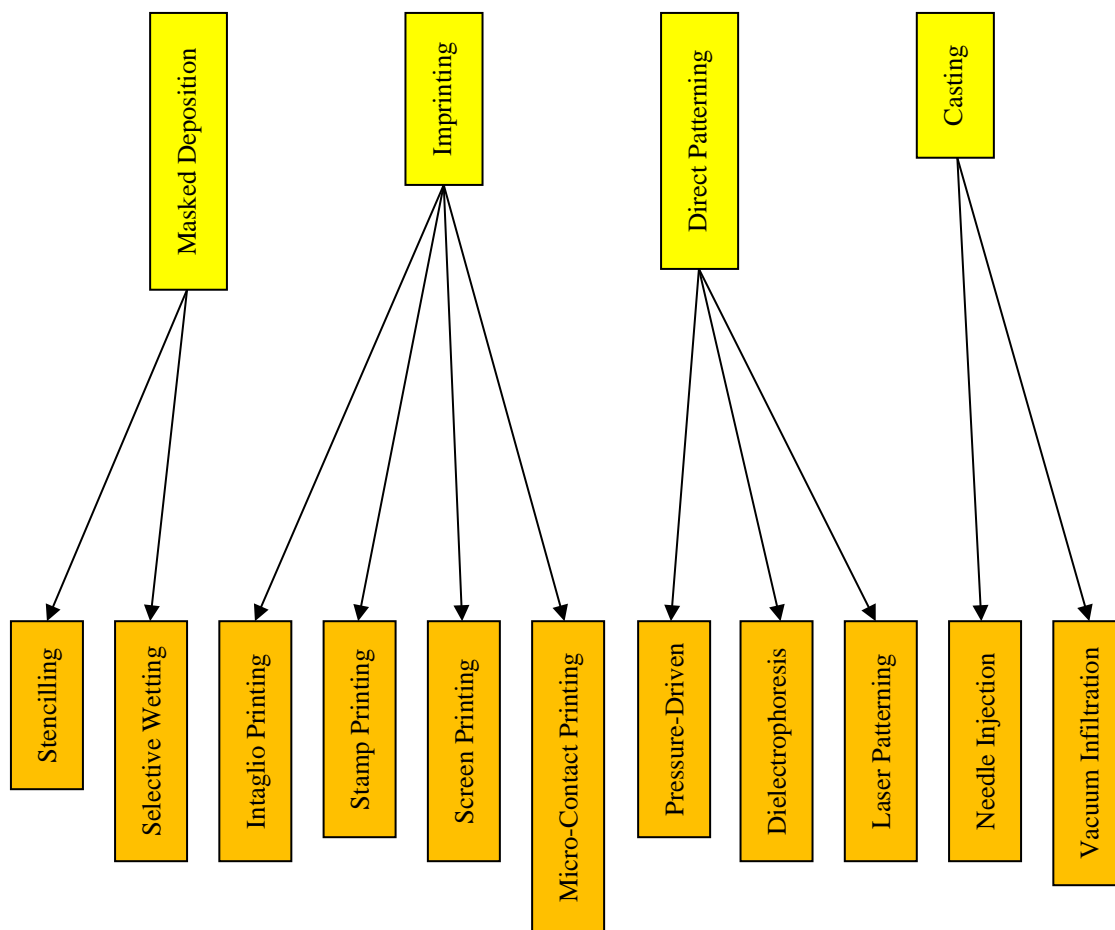 Masked Deposition
Imprinting
Direct Patterning
Casting
Stencilling
Selective Wetting
Intaglio Printing
Stamp Printing
Screen Printing
Micro-Contact Printing
Pressure-Driven
Dielectrophoresis
Laser Patterning
Needle Injection
Vacuum Infiltration